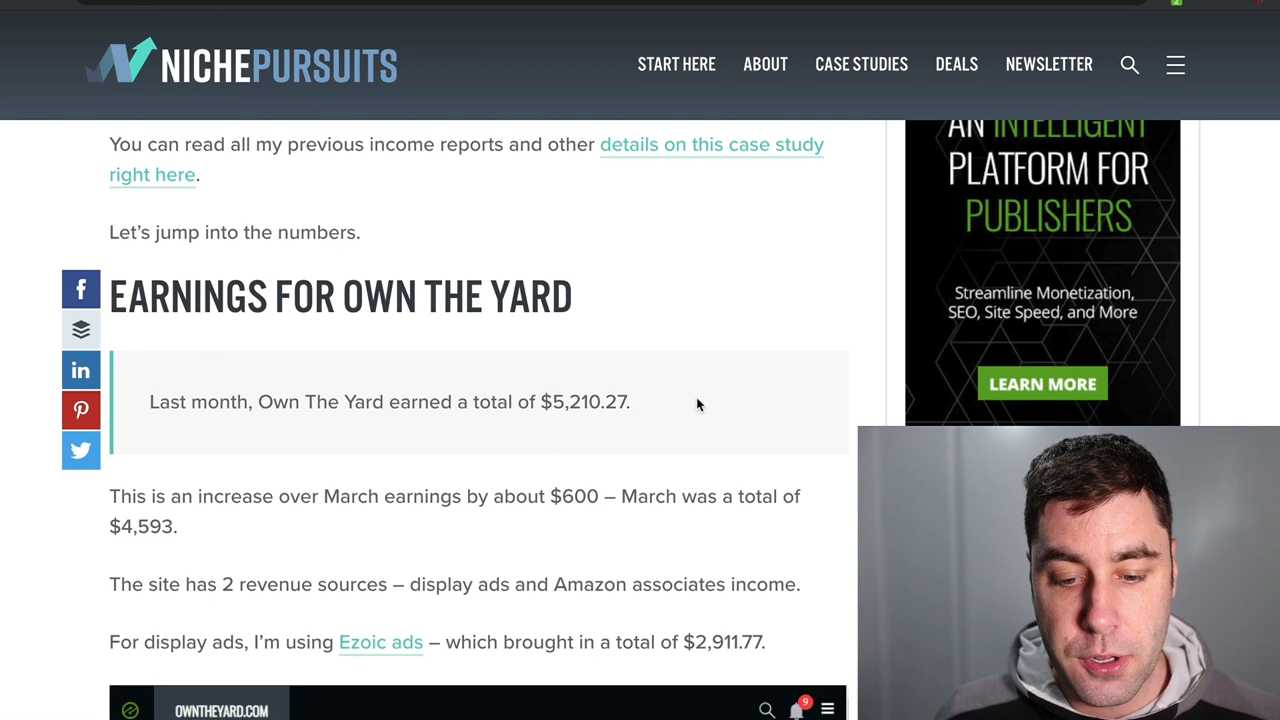 NICHEPURSUITS
START HERE
ABOUT
CASE STUDIES
DEALS
NEWSLETTER
You can read all my previous income reports and other details on this case study
right here.
Let’s jump into the numbers.
EARNINGS FOR OWN THE YARD
Last month, Own The Yard earned a total of $5,210.27.
This is an increase over March earnings by about $600 – March was a total of
$4,593.
The site has 2 revenue sources – display ads and Amazon associates income.
For display ads, I’m using Ezoic ads – which brought in a total of $2,911.77.
OWNTHEYARD.COM
9
AN INTELLIGENT
PLATFORM FOR
PUBLISHERS
Streamline Monetization,
SEO, Site Speed, and More
LEARN MORE